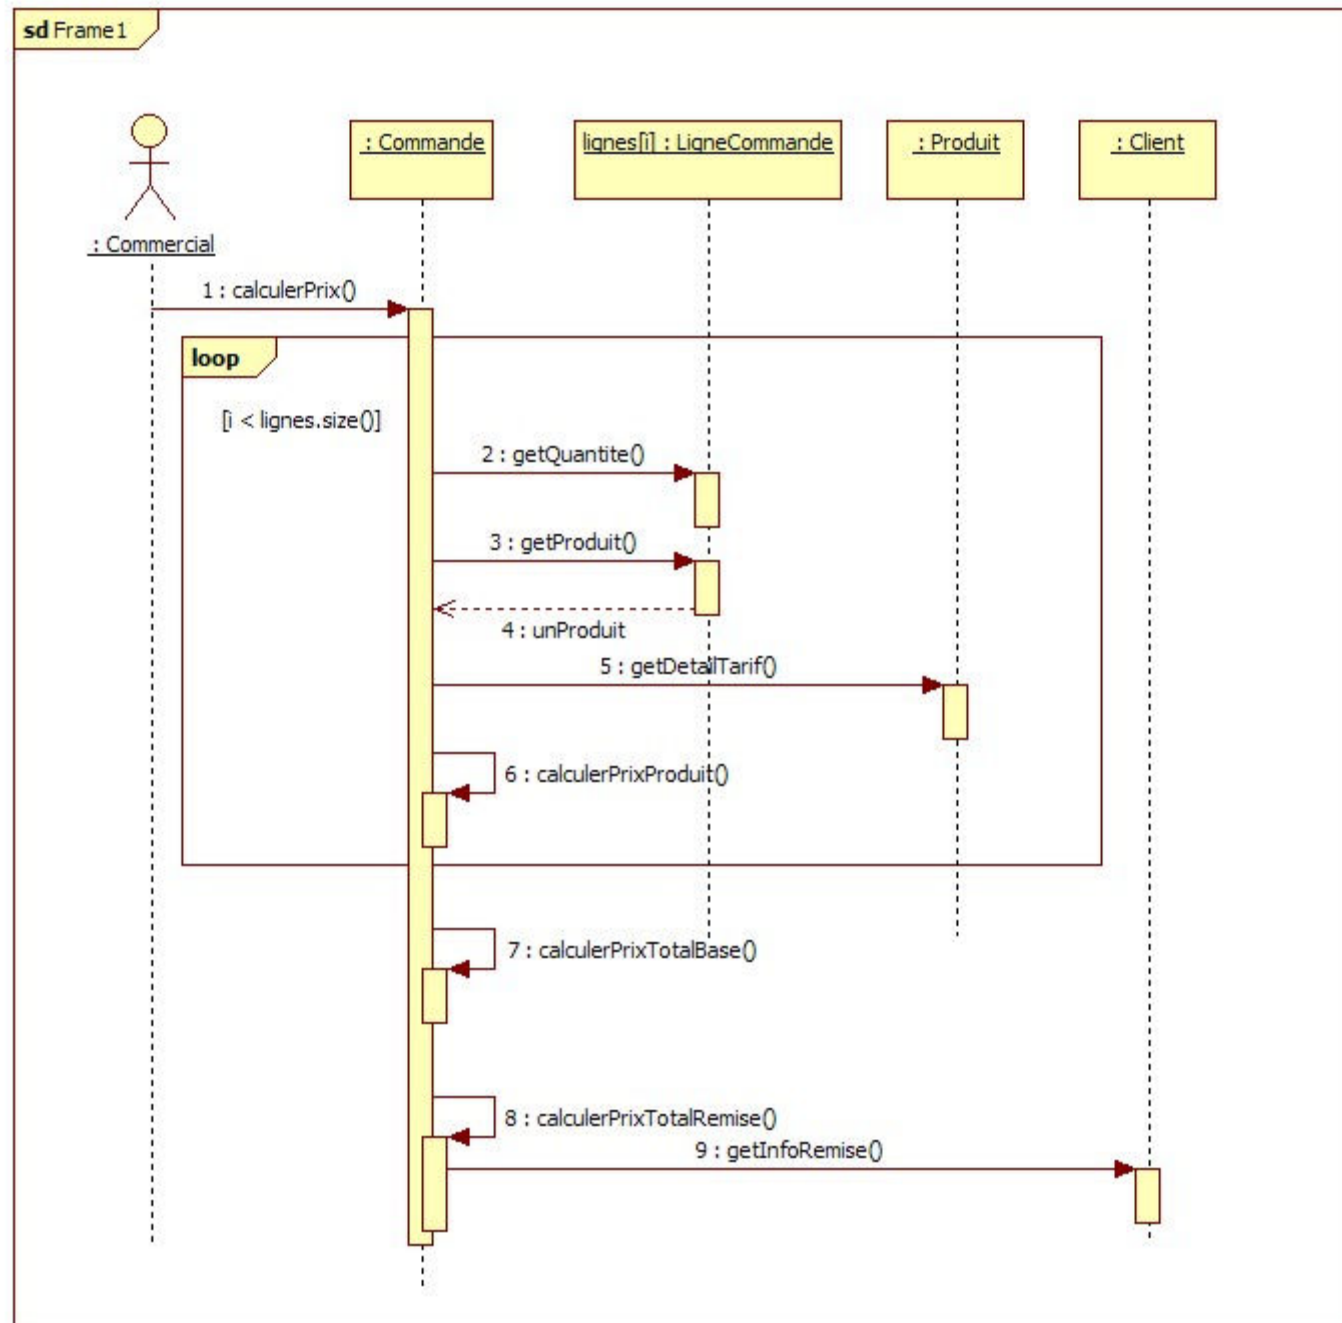 sd Frame1
: Commande
lignes[i] : LigneCommande
: Produit
: Client
: Commercial
1 : calculerPrix()
loop
[i < lignes.size()]
2 : getQuantite()
3 : getProduit()
4 : unProduit
5 : getDetailTarif()
6 : calculerPrixProduit()
7 : calculerPrixTotalBase()
8 : calculerPrixTotalRemise()
9 : getInfoRemise()